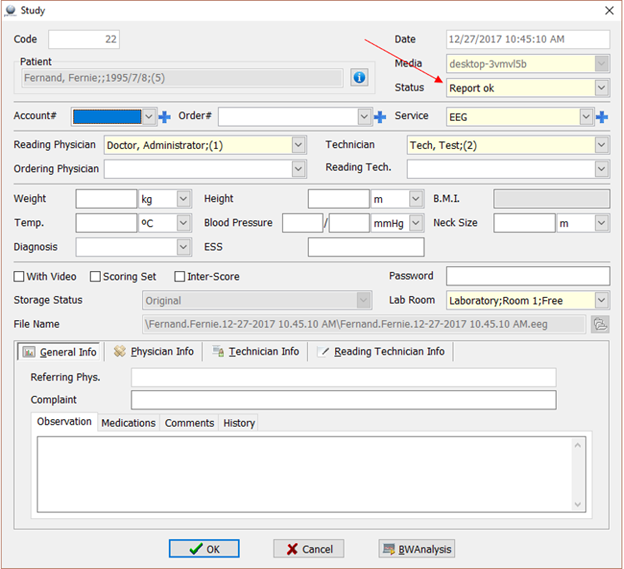 Study
Code 22 Date 12/27/2017 10:45:10 AM
Patient
Fernand, Fernie;;1995/7/8;(5)
Media desktop-3vmvl5b
Status Report ok
Account# Order# Service EEG
Reading Physician Doctor, Administrator;(1) Technician Tech, Test;(2)
Ordering Physician Reading Tech.
Weight kg Height m B.M.I.
Temp. ºC Blood Pressure / mmHg Neck Size m
Diagnosis ESS
With Video Scoring Set Inter-Score Password
Storage Status Original Lab Room Laboratory;Room 1;Free
File Name \Fernand.Fernie.12-27-2017 10.45.10 AM\Fernand.Fernie.12-27-2017 10.45.10 AM.eeg
General Info Physician Info Technician Info Reading Technician Info
Referring Phys.
Complaint
Observation Medications Comments History
OK Cancel BWAnalysis